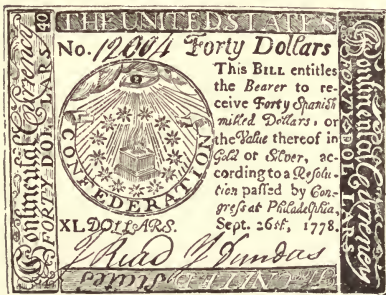 THE UNITED STATES
No. 12004 Forty Dollars
This BILL entitles
the Bearer to re-
ceive Forty Spanish
milled Dollars, or
the Value thereof in
Gold or Silver, ac-
cording to a Resolu-
tion passed by Con-
gress at Philadelphia,
Sept. 26th, 1778.
CONFEDERATION
XL DOLLARS.
J Read J Dundas
Continental Currency
FORTY DOLLARS
40
Continental Currency
FORTY DOLLARS